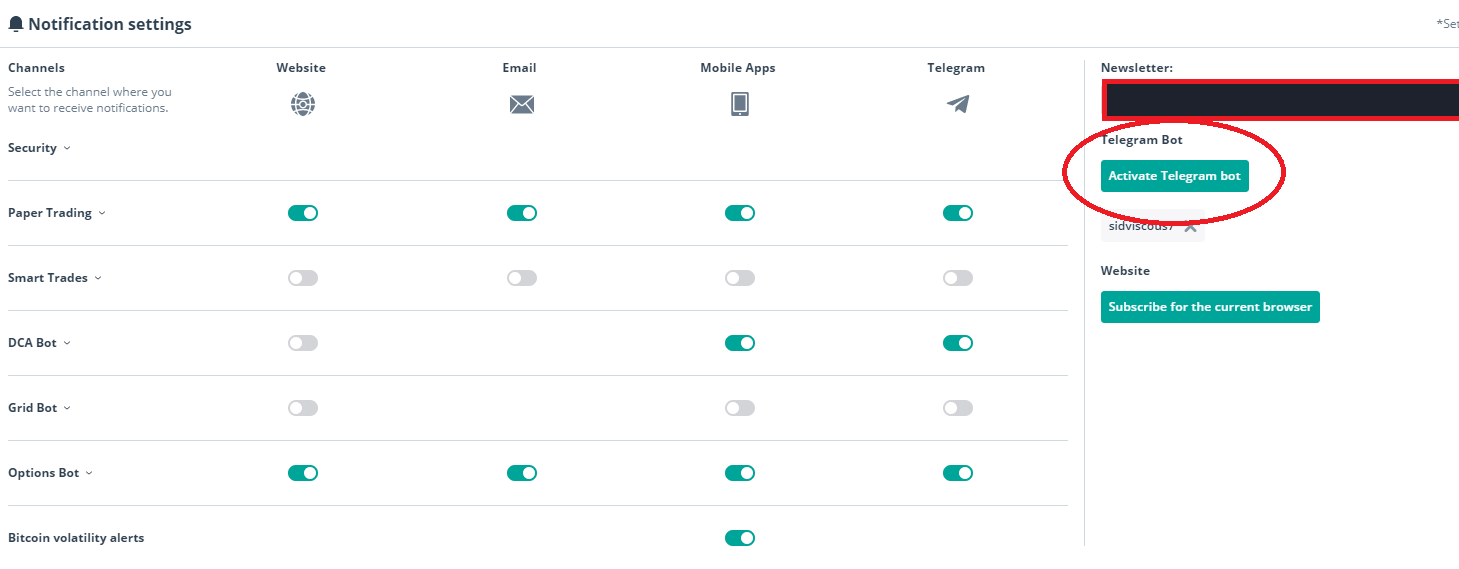 Notification settings
*Set
Channels
Website
Email
Mobile Apps
Telegram
Select the channel where you
want to receive notifications.
Security
Paper Trading
Smart Trades
DCA Bot
Grid Bot
Options Bot
Bitcoin volatility alerts
Newsletter:
Telegram Bot
Activate Telegram bot
sidviscous7
Website
Subscribe for the current browser